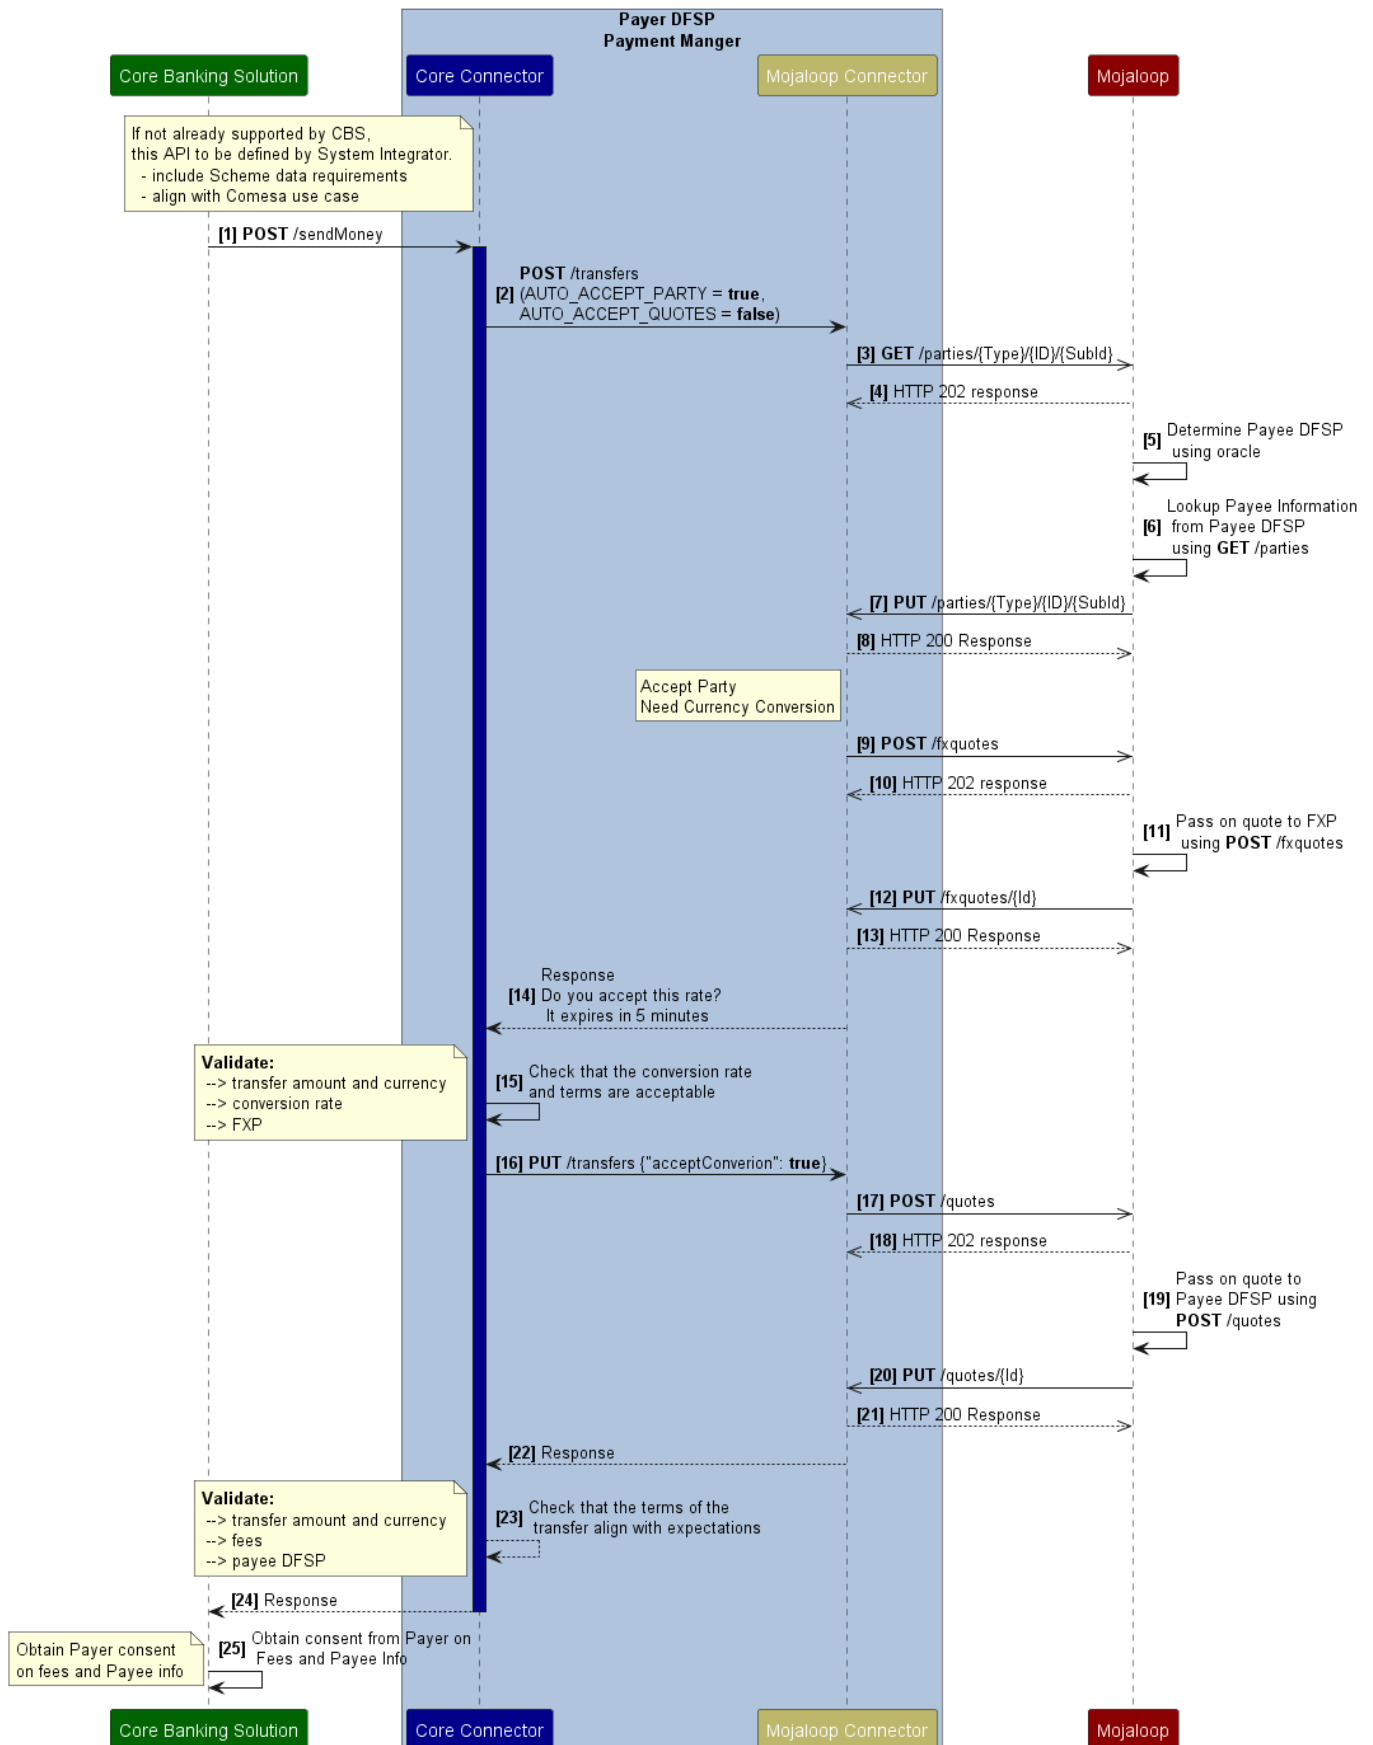 Payer DFSP
Payment Manger
Core Banking Solution
Core Connector
Mojaloop Connector
Mojaloop
If not already supported by CBS,
this API to be defined by System Integrator.
- include Scheme data requirements
- align with Comesa use case
[1] POST /sendMoney
POST /transfers
[2] (AUTO_ACCEPT_PARTY = true,
AUTO_ACCEPT_QUOTES = false)
[3] GET /parties/{Type}/{ID}/{SubId}
[4] HTTP 202 response
[5] Determine Payee DFSP
using oracle
Lookup Payee Information
[6] from Payee DFSP
using GET /parties
[7] PUT /parties/{Type}/{ID}/{SubId}
[8] HTTP 200 Response
Accept Party
Need Currency Conversion
[9] POST /fxquotes
[10] HTTP 202 response
[11] Pass on quote to FXP
using POST /fxquotes
[12] PUT /fxquotes/{Id}
[13] HTTP 200 Response
Response
[14] Do you accept this rate?
It expires in 5 minutes
Validate:
--> transfer amount and currency
--> conversion rate
--> FXP
[15] Check that the conversion rate
and terms are acceptable
[16] PUT /transfers {"acceptConverion": true}
[17] POST /quotes
[18] HTTP 202 response
Pass on quote to
[19] Payee DFSP using
POST /quotes
[20] PUT /quotes/{Id}
[21] HTTP 200 Response
[22] Response
Validate:
--> transfer amount and currency
--> fees
--> payee DFSP
[23] Check that the terms of the
transfer align with expectations
[24] Response
Obtain Payer consent
on fees and Payee info
[25] Obtain consent from Payer on
Fees and Payee Info
Core Banking Solution
Core Connector
Mojaloop Connector
Mojaloop